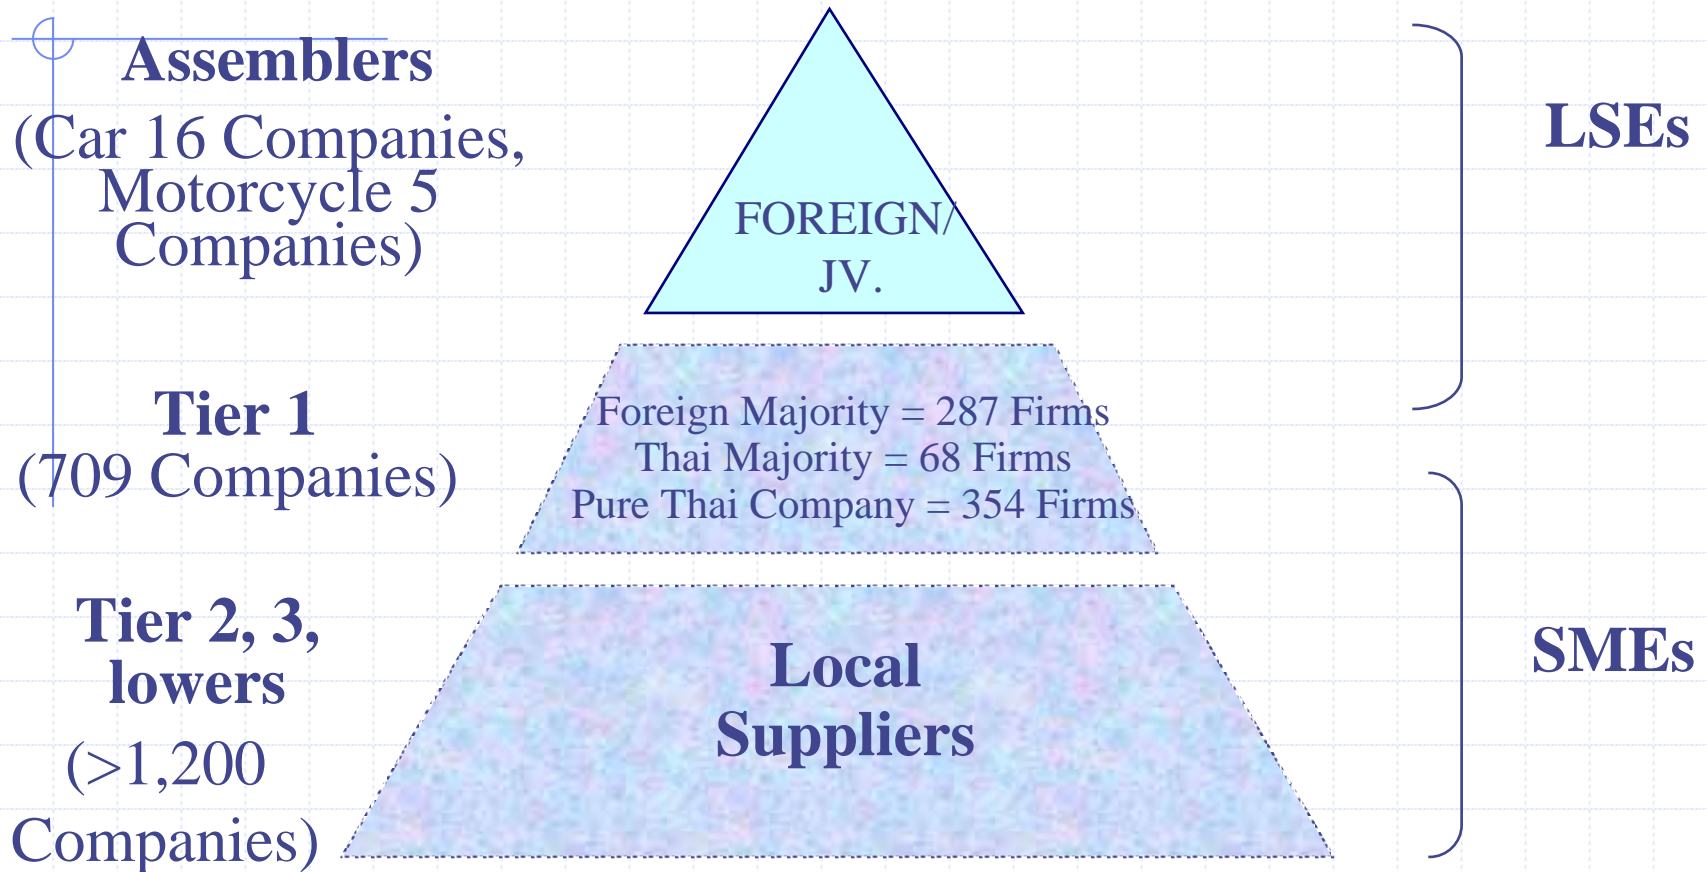 Assemblers
(Car 16 Companies,
Motorcycle 5
Companies)
FOREIGN/
JV.
LSEs
Tier 1
(709 Companies)
Foreign Majority = 287 Firms
Thai Majority = 68 Firms
Pure Thai Company = 354 Firms
Tier 2, 3,
lowers
(>1,200
Companies)
Local
Suppliers
SMEs